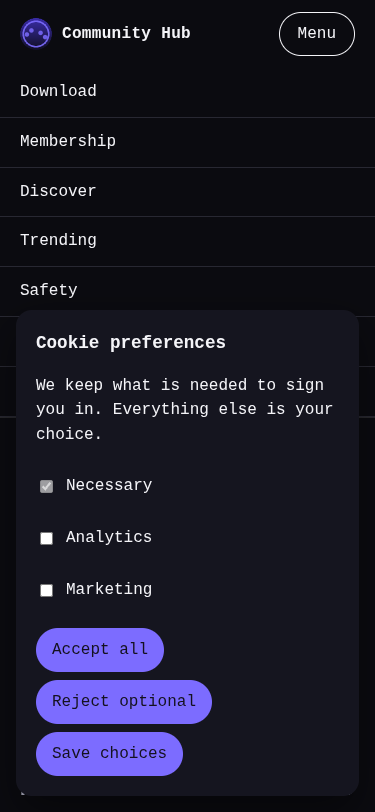 Community Hub
Menu
Download
Membership
Discover
Trending
Safety
Cookie preferences
We keep what is needed to sign
you in. Everything else is your
choice.
Necessary
Analytics
Marketing
Accept all
Reject optional
Save choices